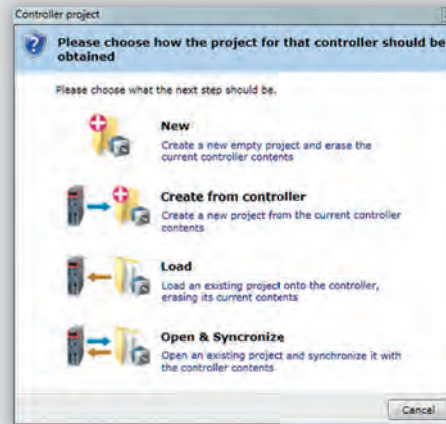 Controller project
Please choose how the project for that controller should be
obtained
Please choose what the next step should be.
New
Create a new empty project and erase the
current controller contents
Create from controller
Create a new project from the current controller
contents
Load
Load an existing project onto the controller,
erasing its current contents
Open & Syncronize
Open an existing project and synchronize it with
the controller contents
Cancel